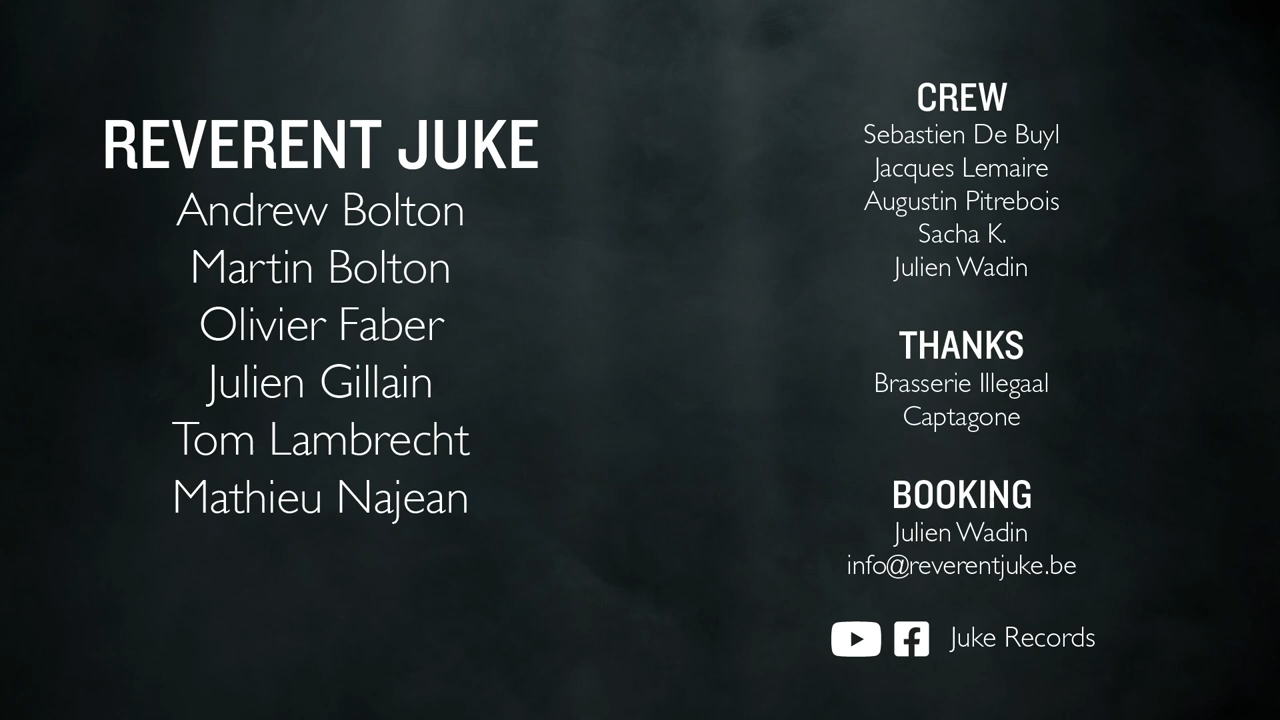 REVERENT JUKE
Andrew Bolton
Martin Bolton
Olivier Faber
Julien Gillain
Tom Lambrecht
Mathieu Najean
CREW
Sebastien De Buyl
Jacques Lemaire
Augustin Pitrebois
Sacha K.
Julien Wadin
THANKS
Brasserie Illegaal
Captagone
BOOKING
Julien Wadin
info@reverentjuke.be
Juke Records